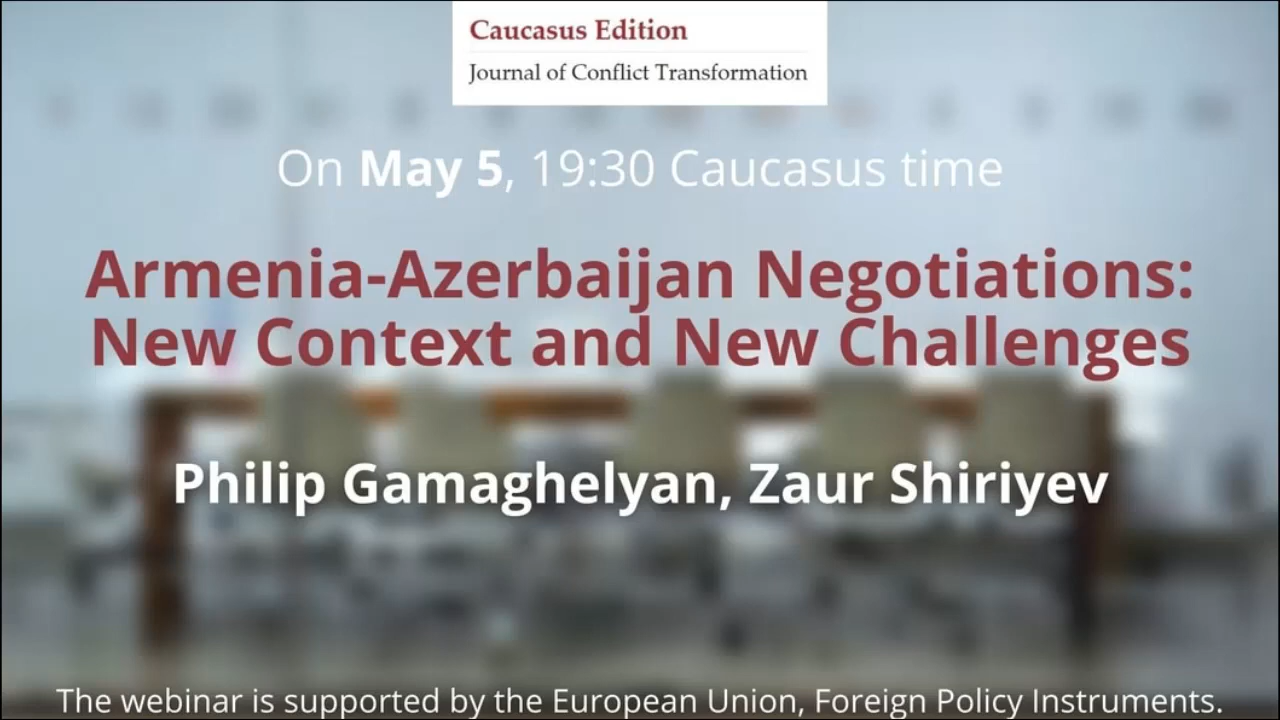 Caucasus Edition
Journal of Conflict Transformation
On May 5, 19:30 Caucasus time
Armenia-Azerbaijan Negotiations:
New Context and New Challenges
Philip Gamaghelyan, Zaur Shiriyev
The webinar is supported by the European Union, Foreign Policy Instruments.